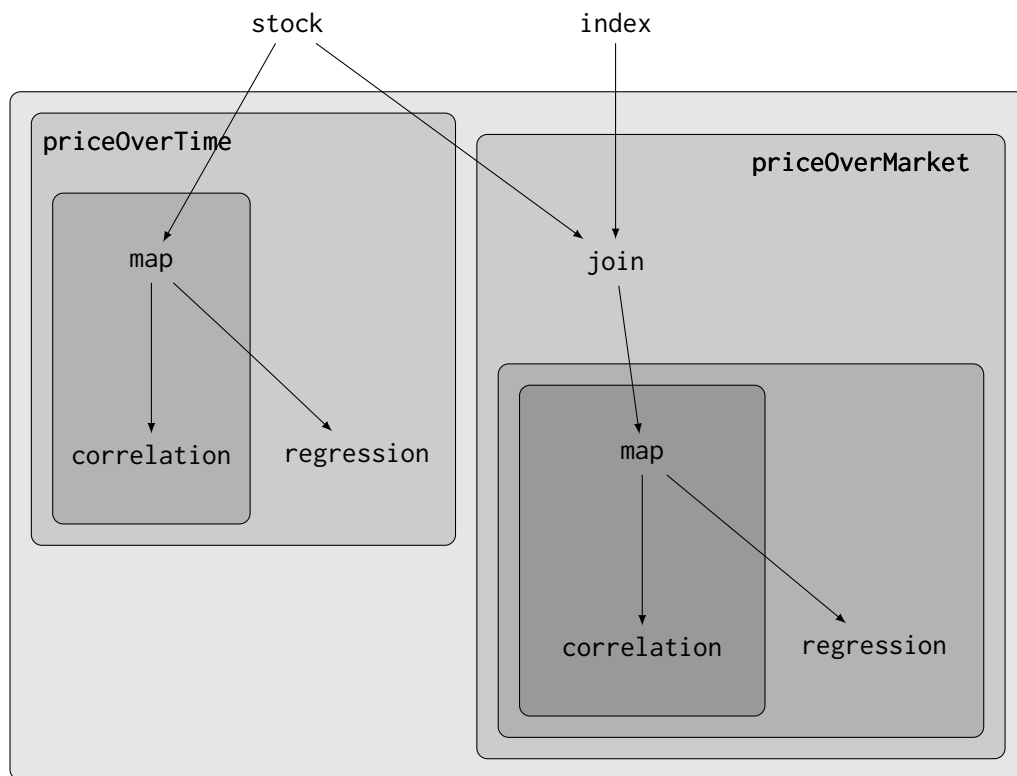 stock
index
priceOverTime
priceOverMarket
map
join
correlation
regression
map
correlation
regression